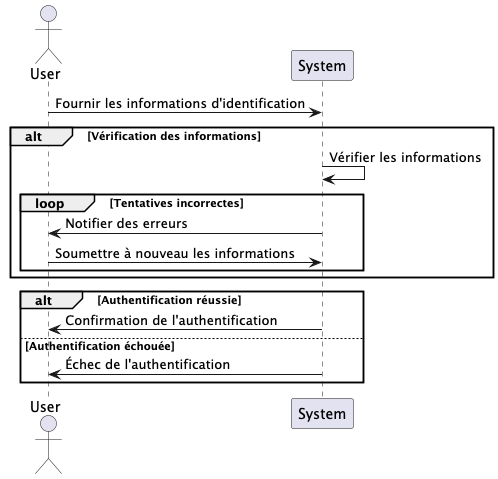 User
System
Fournir les informations d'identification
alt [Vérification des informations]
Vérifier les informations
loop [Tentatives incorrectes]
Notifier des erreurs
Soumettre à nouveau les informations
alt [Authentification réussie]
Confirmation de l'authentification
[Authentification échouée]
Échec de l'authentification
User
System